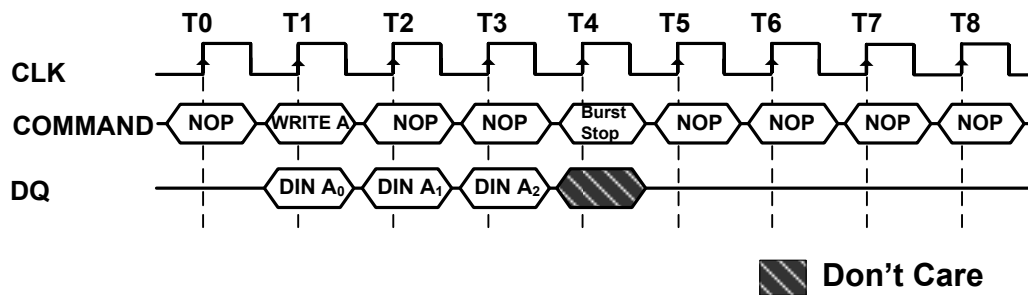 T0 T1 T2 T3 T4 T5 T6 T7 T8
CLK
COMMAND NOP WRITE A NOP NOP Burst Stop NOP NOP NOP NOP
DQ DIN A₀ DIN A₁ DIN A₂
Don't Care